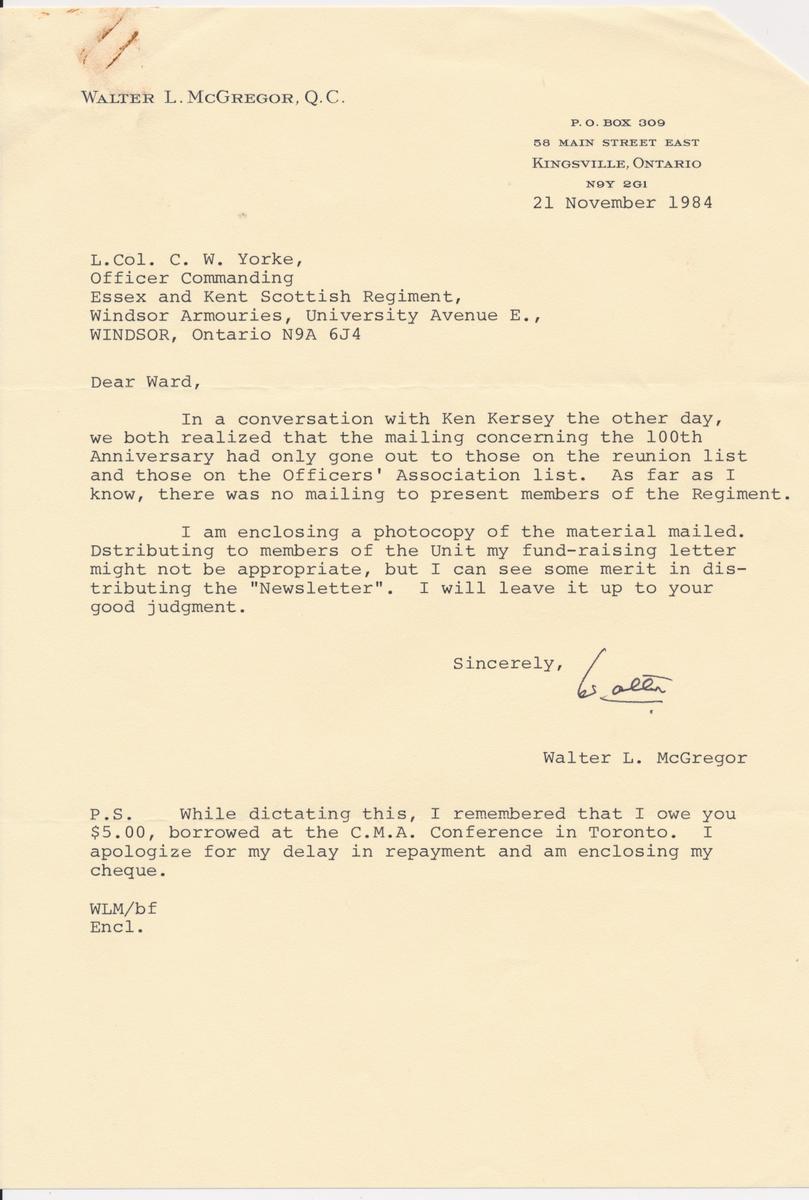 Walter L. McGregor, Q.C.
P.O. BOX 309
58 MAIN STREET EAST
Kingsville, Ontario
N9Y 2G1
21 November 1984
L.Col. C. W. Yorke,
Officer Commanding
Essex and Kent Scottish Regiment,
Windsor Armouries, University Avenue E.,
WINDSOR, Ontario N9A 6J4
Dear Ward,
In a conversation with Ken Kersey the other day,
we both realized that the mailing concerning the 100th
Anniversary had only gone out to those on the reunion list
and those on the Officers' Association list.  As far as I
know, there was no mailing to present members of the Regiment.
I am enclosing a photocopy of the material mailed.
Dstributing to members of the Unit my fund-raising letter
might not be appropriate, but I can see some merit in dis-
tributing the "Newsletter".  I will leave it up to your
good judgment.
Sincerely,
Walter
Walter L. McGregor
P.S.    While dictating this, I remembered that I owe you
$5.00, borrowed at the C.M.A. Conference in Toronto.  I
apologize for my delay in repayment and am enclosing my
cheque.
WLM/bf
Encl.